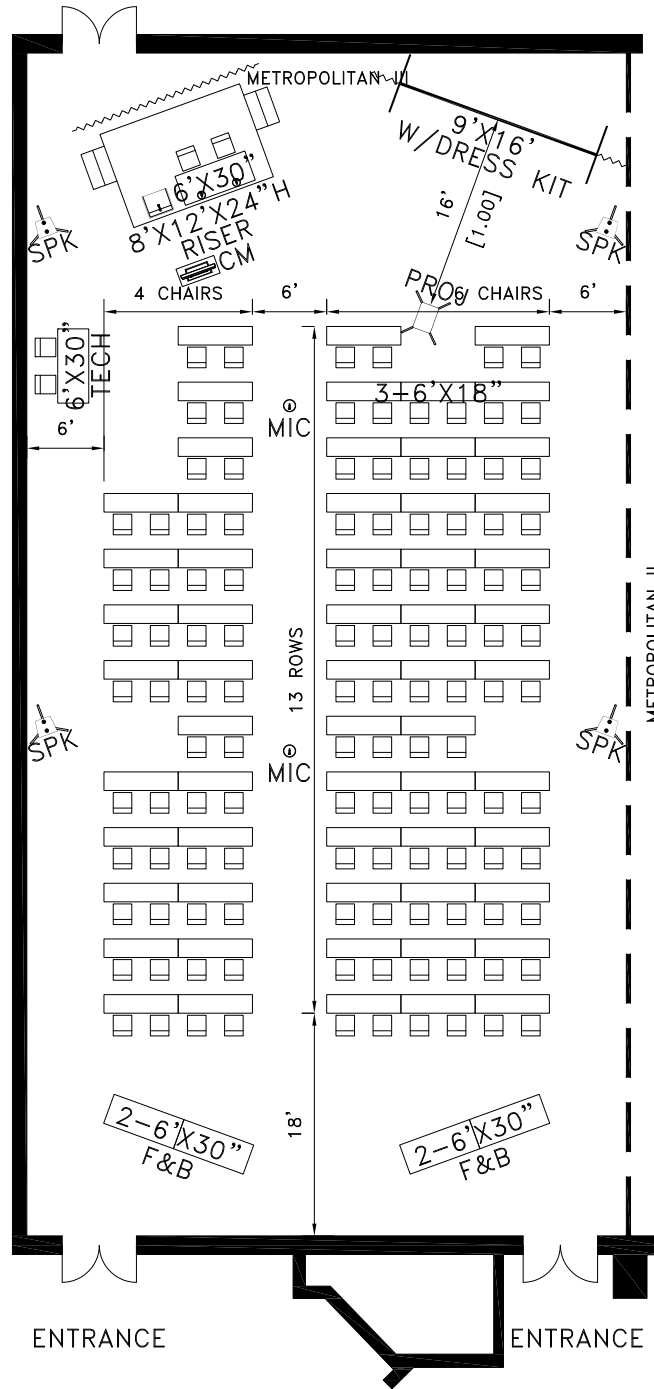 METROPOLITAN III
9'X16'
W/DRESS KIT
6'X30"
8'X12'X24"H
RISER
CM
16'
[1.00]
SPK
SPK
PROJ
4 CHAIRS
6'
6 CHAIRS
6'
6'X30"
TECH
6'
3-6'X18"
MIC
METROPOLITAN II
13 ROWS
SPK
SPK
MIC
18'
2-6'X30"
F&B
2-6'X30"
F&B
ENTRANCE
ENTRANCE